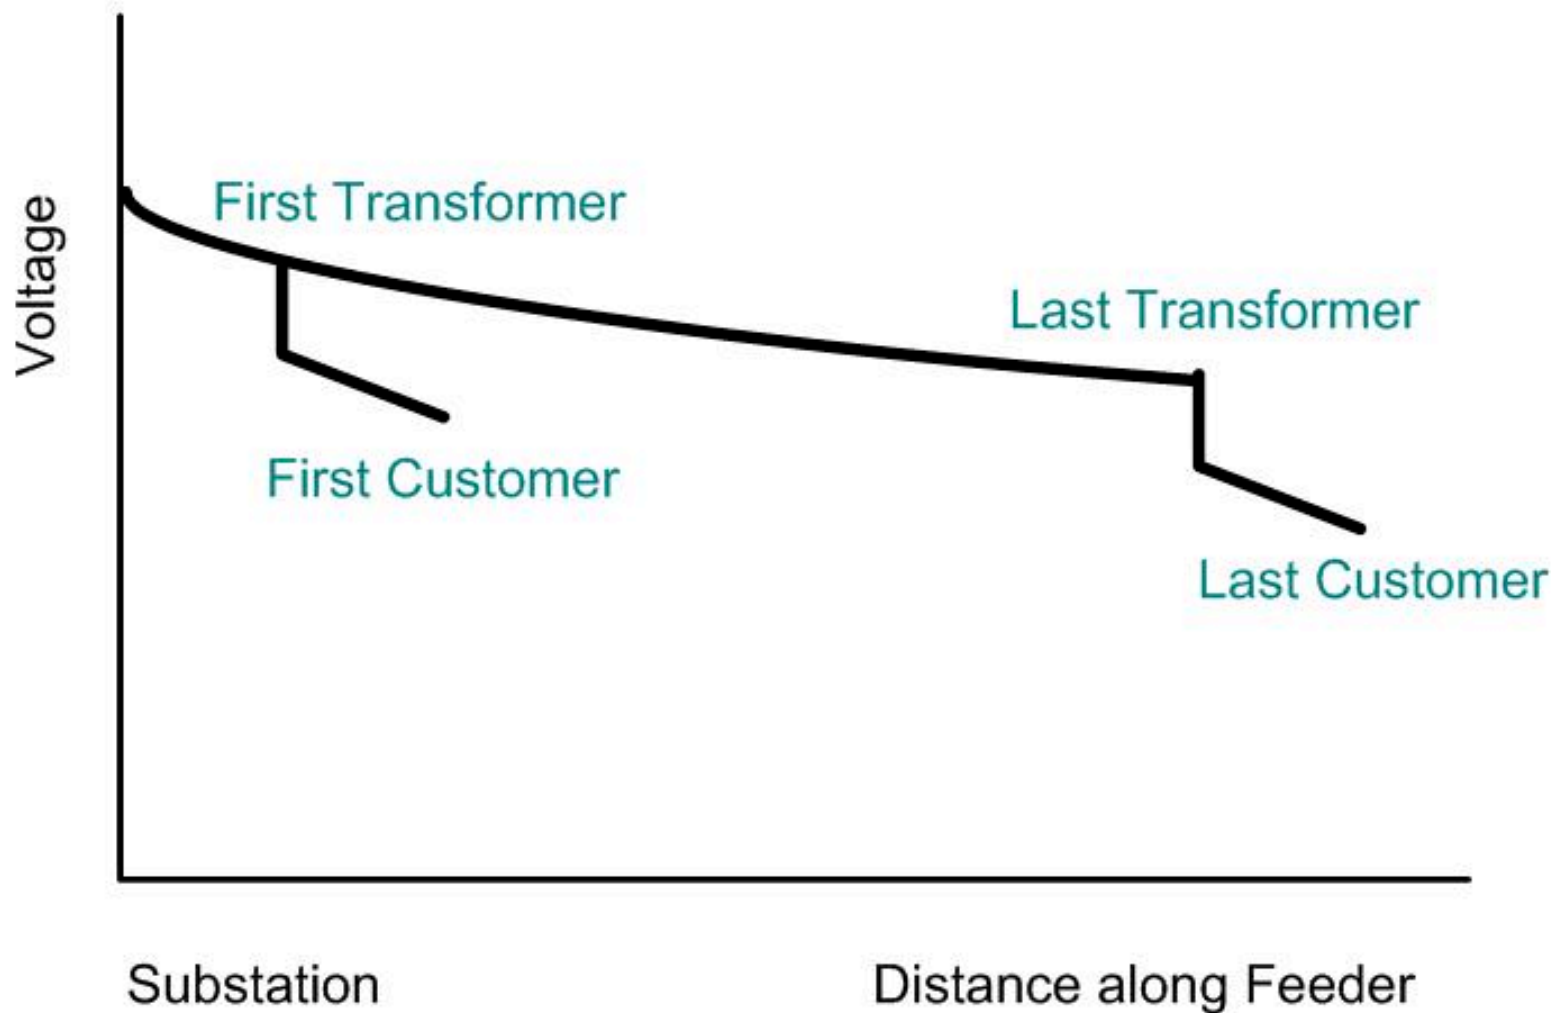 First Transformer
Voltage
Last Transformer
First Customer
Last Customer
Substation
Distance along Feeder